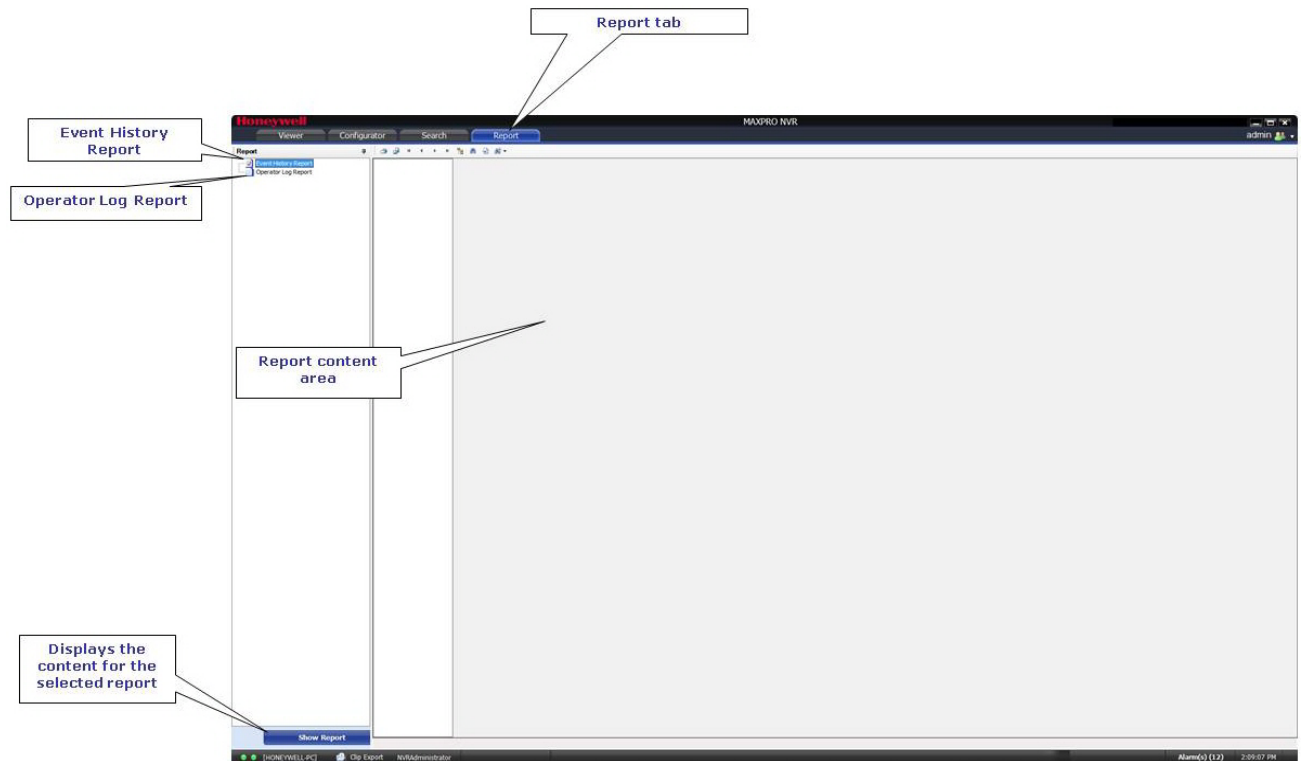 Report tab
Event History
Report
Operator Log Report
Honeywell
MAXPRO NVR
Viewer Configurator Search Report
admin
Report
Event History Report
Operator Log Report
Report content
area
Displays the
content for the
selected report
Show Report
[HONEYWELL-PC] Clip Export NVRAdministrator Alarm(s) (12) 2:09:07 PM